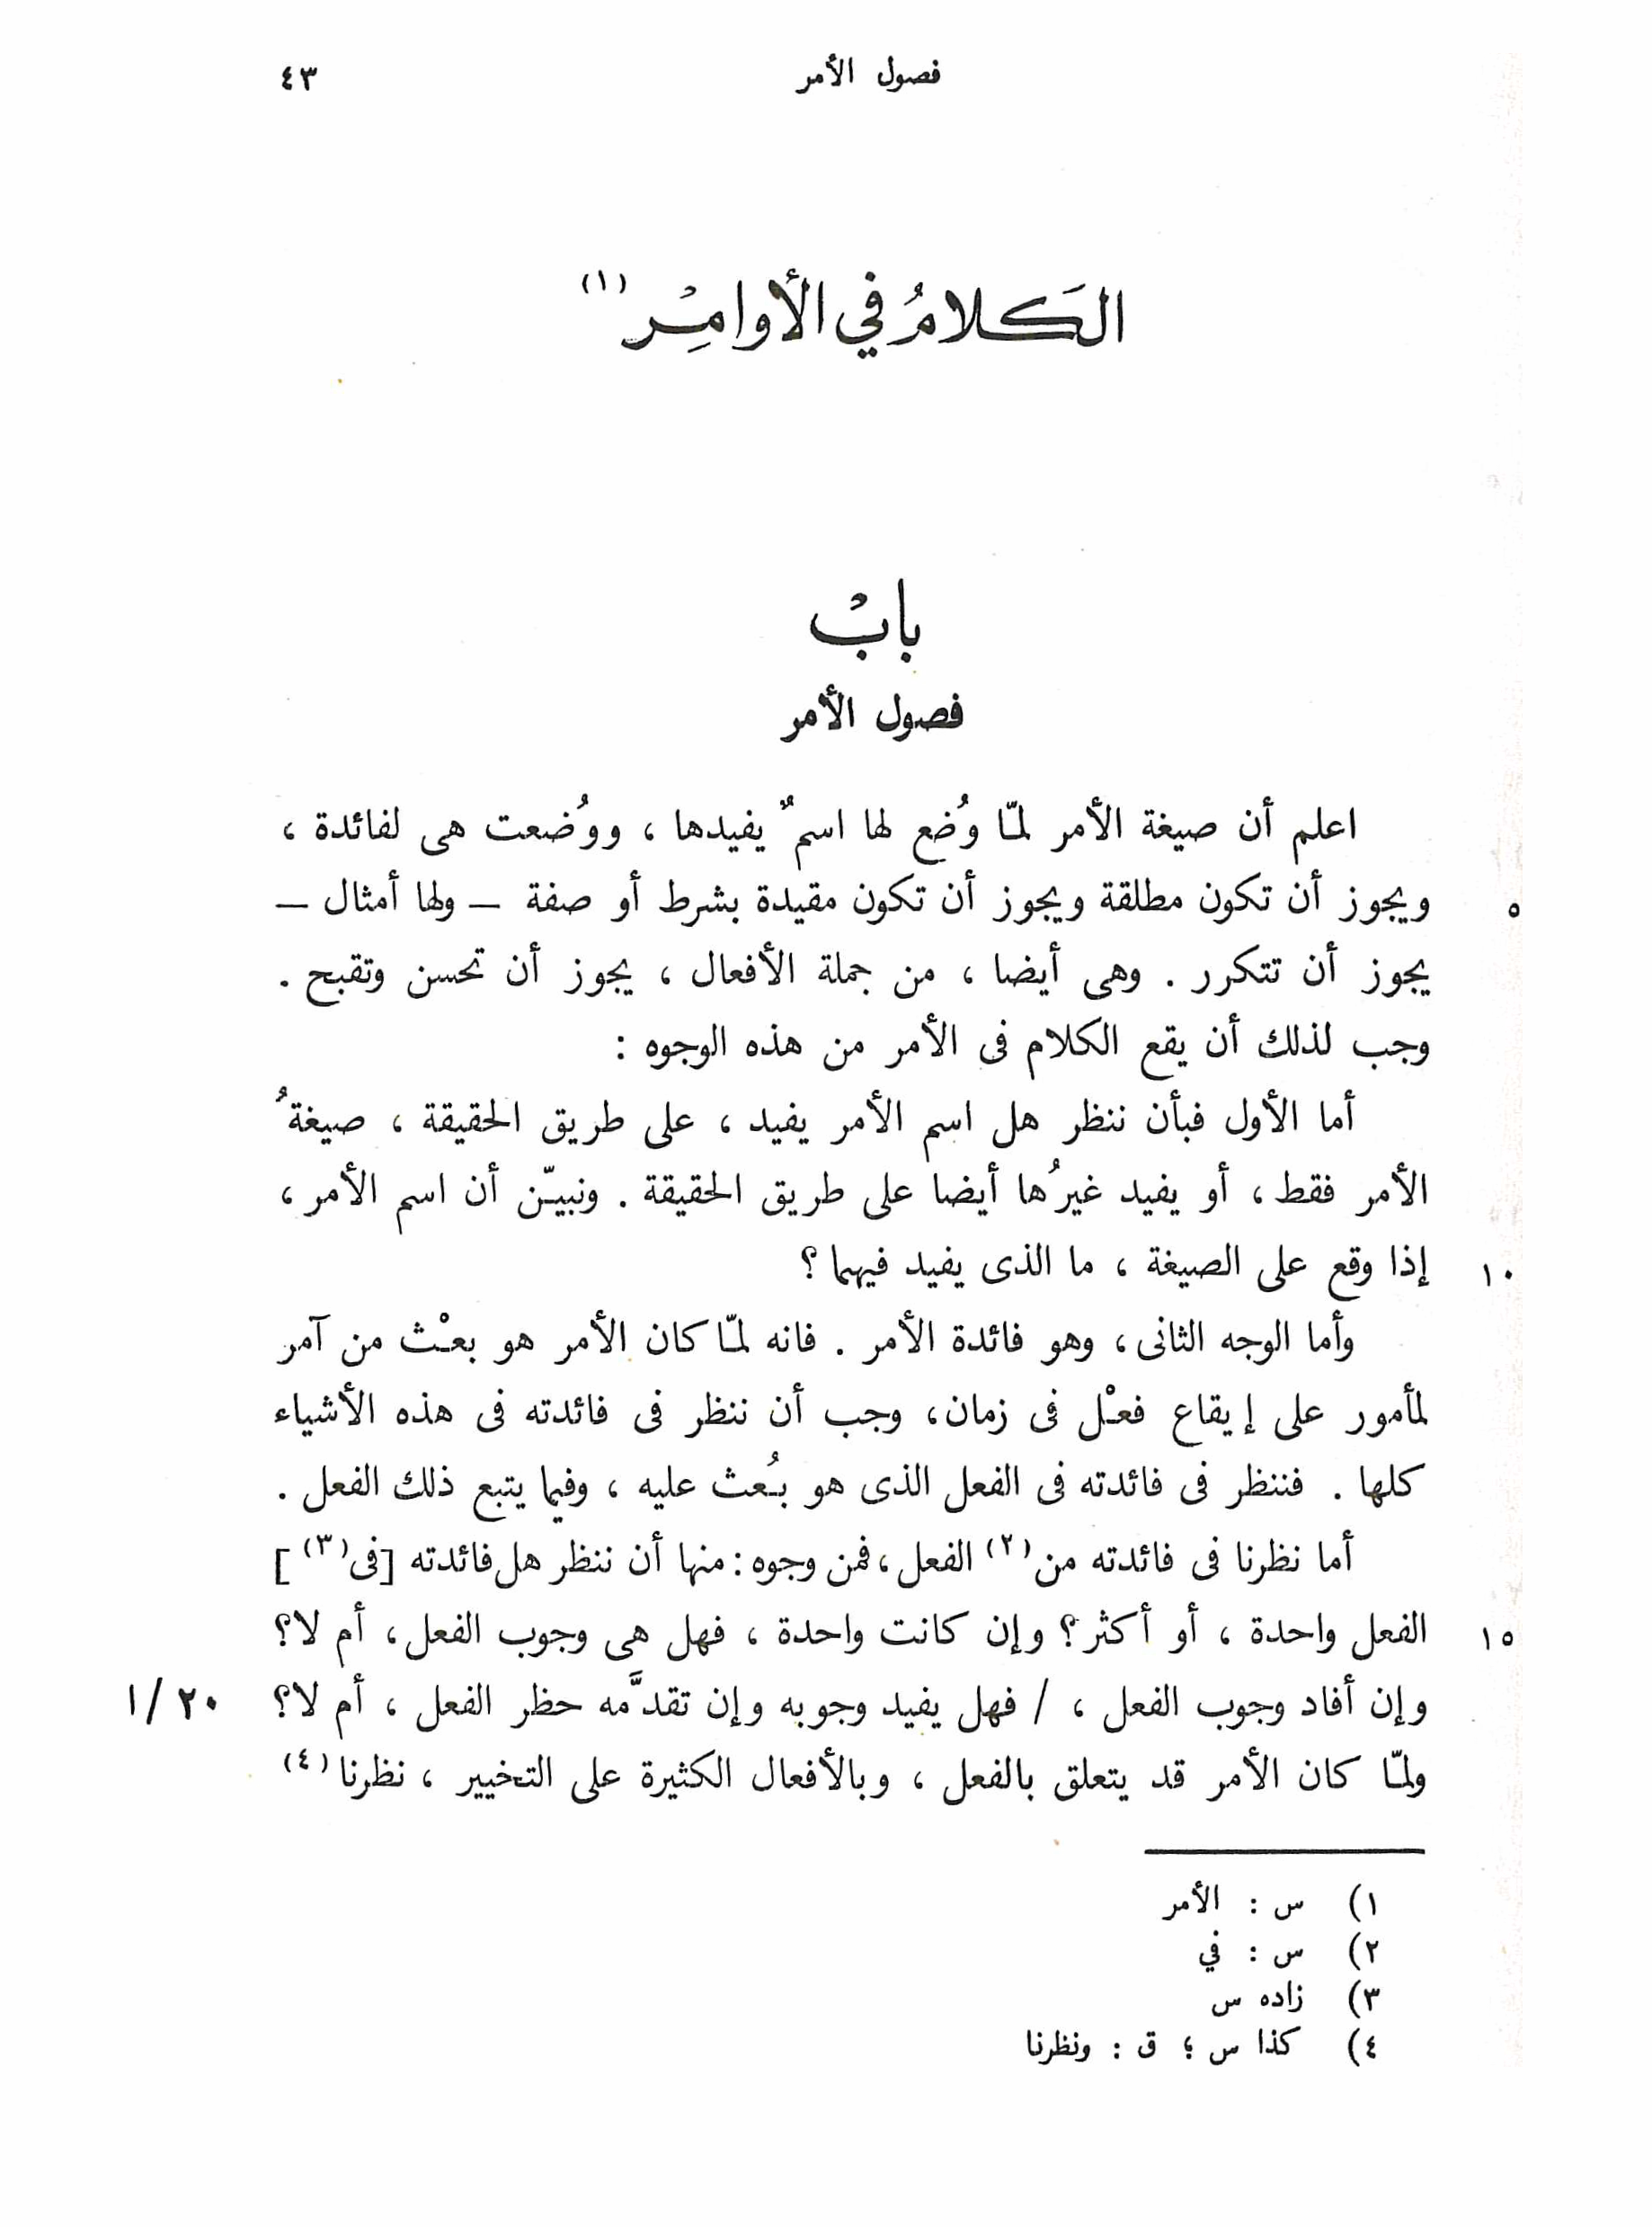 فصول الأمر ٤٣
الكَلامُ في الأوامِرْ (١)
بابْ
فصول الأمر
اعلم أن صيغة الأمر لمّا وُضع لها اسمٌ يفيدها ، ووُضعت هى لفائدة ،
ويجوز أن تكون مطلقة ويجوز أن تكون مقيدة بشرط أو صفة – ولها أمثال – ٥
يجوز أن تتكرر . وهى أيضا ، من جملة الأفعال ، يجوز أن تحسن وتقبح .
وجب لذلك أن يقع الكلام فى الأمر من هذه الوجوه :
أما الأول فبأن ننظر هل اسم الأمر يفيد ، على طريق الحقيقة ، صيغةُ
الأمر فقط ، أو يفيد غيرُها أيضا على طريق الحقيقة . ونبيّن أن اسم الأمر ،
إذا وقع على الصيغة ، ما الذى يفيد فيهما ؟ ١٠
وأما الوجه الثانى ، وهو فائدة الأمر . فانه لمّا كان الأمر هو بعْث من آمر
لمأمور على إيقاع فعْل فى زمان ، وجب أن ننظر فى فائدته فى هذه الأشياء
كلها . فننظر فى فائدته فى الفعل الذى هو بُعث عليه ، وفيما يتبع ذلك الفعل .
أما نظرنا فى فائدته من (٢) الفعل ، فمن وجوه : منها أن ننظر هل فائدته [فى (٣)]
الفعل واحدة ، أو أكثر ؟ وإن كانت واحدة ، فهل هى وجوب الفعل ، أم لا ؟ ١٥
وإن أفاد وجوب الفعل ، / فهل يفيد وجوبه وإن تقدَّمه حظر الفعل ، أم لا ؟ ٢٠/ا
ولمّا كان الأمر قد يتعلق بالفعل ، وبالأفعال الكثيرة على التخيير ، نظرنا (٤)
١) س : الأمر
٢) س : في
٣) زاده س
٤) كذا س ؛ ق : ونظرنا